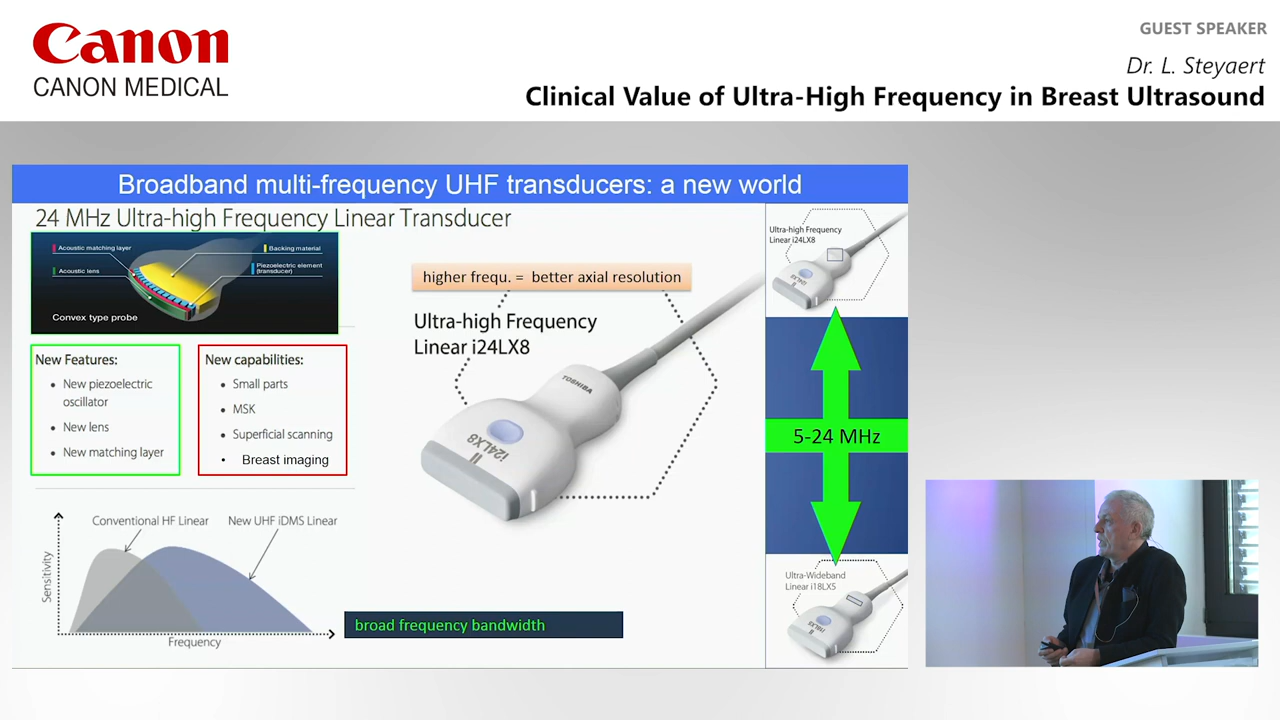 Canon
CANON MEDICAL
GUEST SPEAKER
Dr. L. Steyaert
Clinical Value of Ultra-High Frequency in Breast Ultrasound
Broadband multi-frequency UHF transducers: a new world
24 MHz Ultra-high Frequency Linear Transducer
Acoustic matching layer
Backing material
Acoustic lens
Piezoelectric element
(transducer)
Convex type probe
New Features:
• New piezoelectric
oscillator
• New lens
• New matching layer
New capabilities:
• Small parts
• MSK
• Superficial scanning
• Breast imaging
higher frequ. = better axial resolution
Ultra-high Frequency
Linear i24LX8
TOSHIBA
i24LX8
Ultra-high Frequency
Linear i24LX8
i24LX8
5-24 MHz
Ultra-Wideband
Linear i18LX5
i18LX5
Conventional HF Linear
New UHF iDMS Linear
Sensitivity
Frequency
broad frequency bandwidth